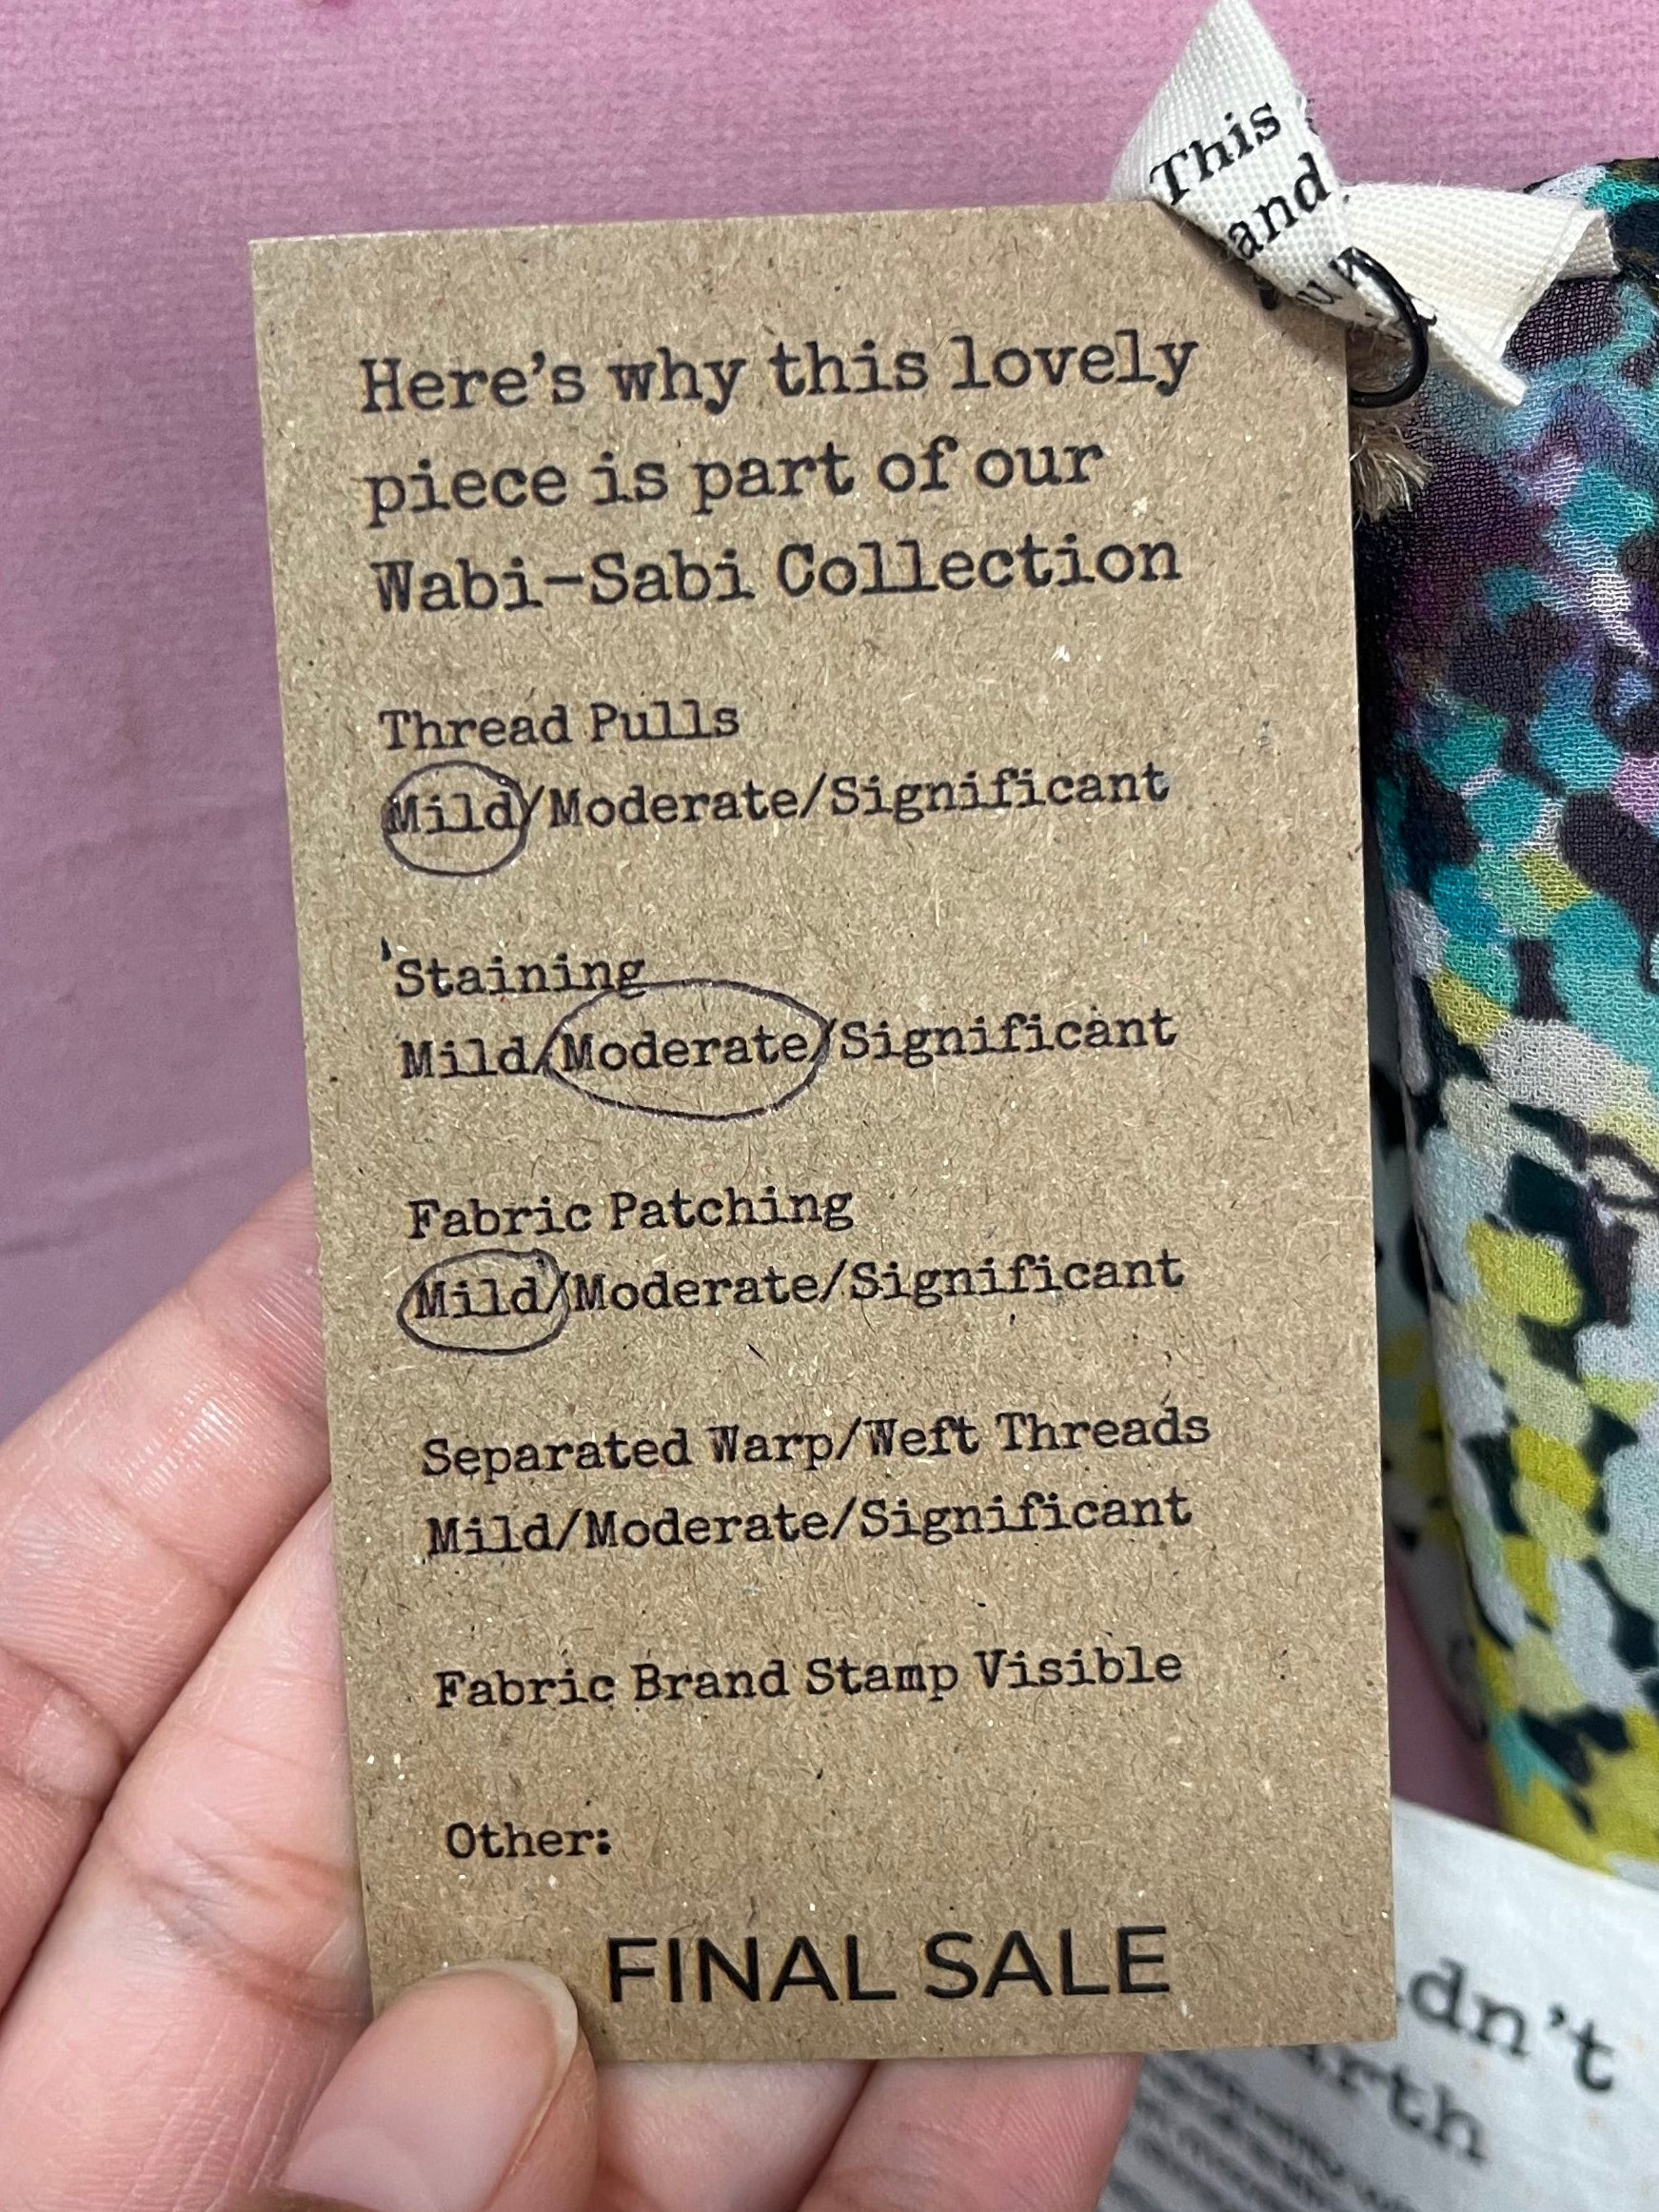 This
and
Here's why this lovely
piece is part of our
Wabi-Sabi Collection
Thread Pulls
Mild/Moderate/Significant
Staining
Mild/Moderate/Significant
Fabric Patching
Mild/Moderate/Significant
Separated Warp/Weft Threads
Mild/Moderate/Significant
Fabric Brand Stamp Visible
Other:
FINAL SALE
dn't
rth